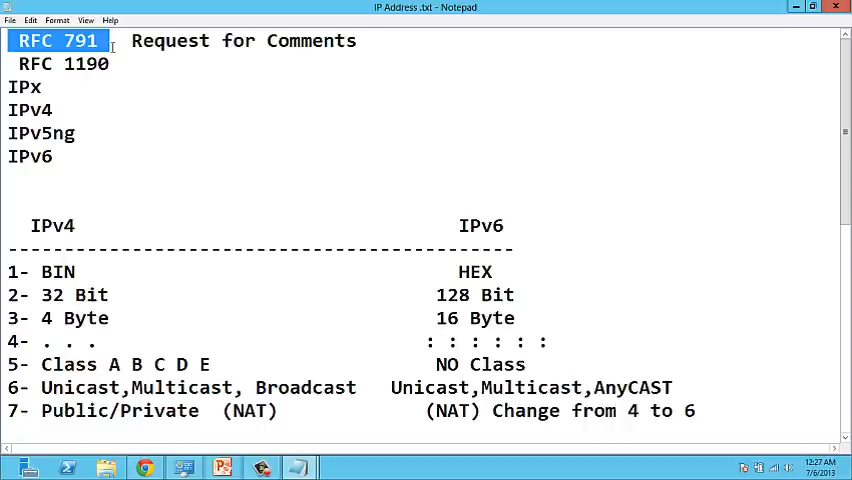 IP Address .txt - Notepad
File Edit Format View Help
RFC 791 Request for Comments
RFC 1190
IPx
IPv4
IPv5ng
IPv6
IPv4 IPv6
---------------------------------------------
1- BIN HEX
2- 32 Bit 128 Bit
3- 4 Byte 16 Byte
4- . . . : : : : : :
5- Class A B C D E NO Class
6- Unicast,Multicast, Broadcast Unicast,Multicast,AnyCAST
7- Public/Private (NAT) (NAT) Change from 4 to 6
12:27 AM
7/6/2013